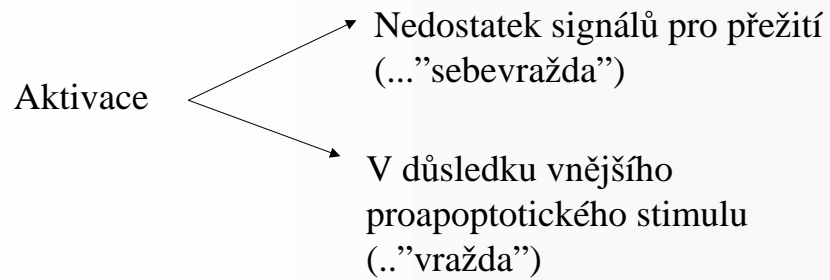 Nedostatek signálů pro přežití
(...”sebevražda”)
Aktivace
V důsledku vnějšího
proapoptotického stimulu
(..”vražda”)